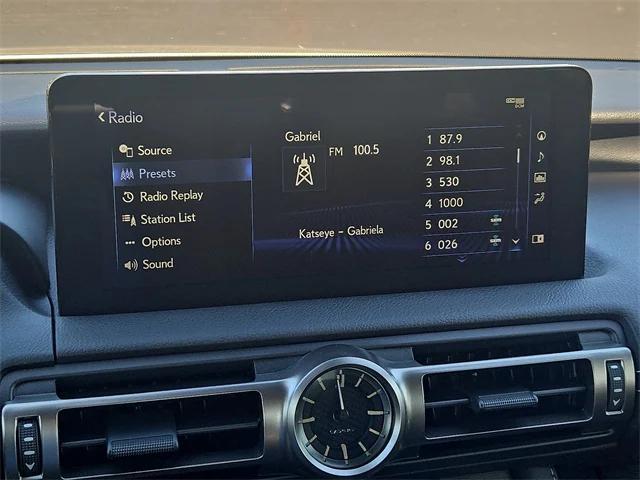 < Radio
DCM
Source
Presets
Radio Replay
Station List
Options
Sound
Gabriel
FM 100.5
Katseye - Gabriela
1 87.9
2 98.1
3 530
4 1000
5 002
6 026